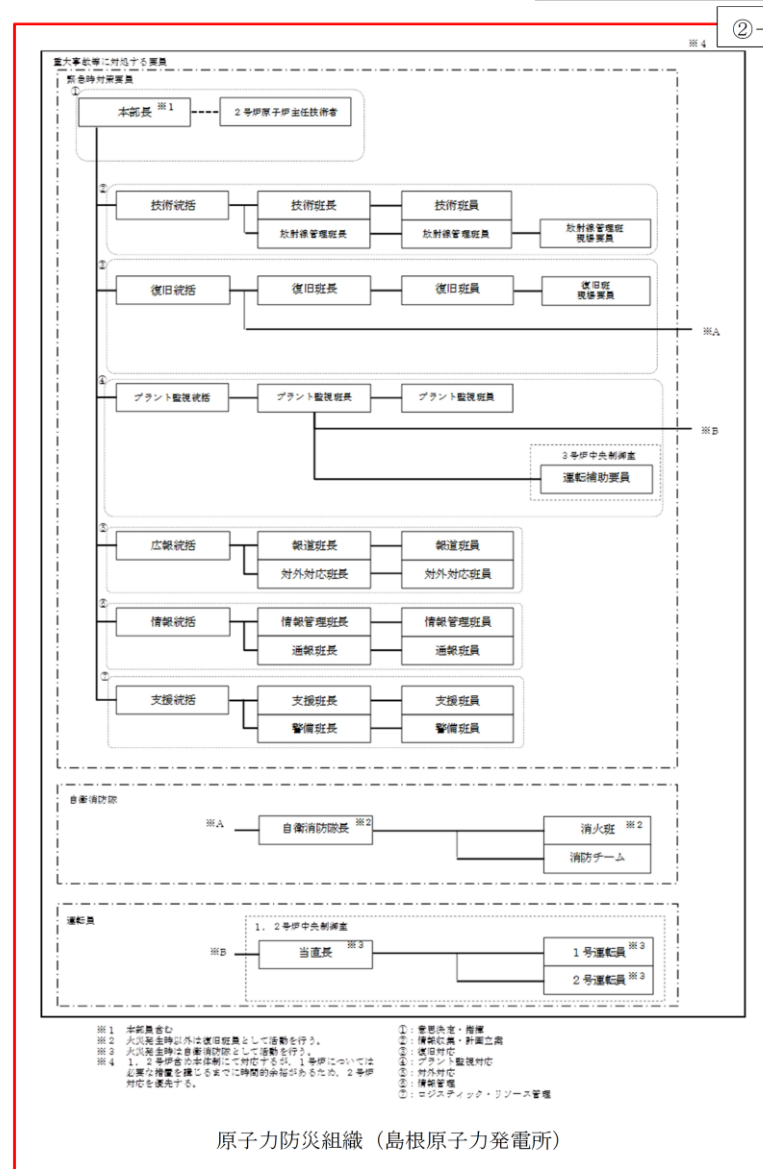 ②-
※4
重大事故等に対処する要員
緊急時対策要員
①
本部長 ※1
2号炉原子炉主任技術者
②
技術統括
技術班長
技術班員
放射線管理班長
放射線管理班員
放射線管理班
現場要員
③
復旧統括
復旧班長
復旧班員
復旧班
現場要員
※A
④
プラント監視統括
プラント監視班長
プラント監視班員
※B
3号炉中央制御室
運転補助要員
⑤
広報統括
報道班長
報道班員
対外対応班長
対外対応班員
⑥
情報統括
情報管理班長
情報管理班員
通報班長
通報班員
⑦
支援統括
支援班長
支援班員
警備班長
警備班員
自衛消防隊
※A
自衛消防隊長 ※2
消火班 ※2
消防チーム
運転員
1,2号炉中央制御室
※B
当直長 ※3
1号運転員 ※3
2号運転員 ※3
※1 本部員含む
※2 火災発生時以外は復旧班員として活動を行う。
※3 火災発生時は自衛消防隊として活動を行う。
※4 1,2号炉含め本体制にて対応するが,1号炉については
必要な措置を講じるまでに時間的余裕があるため,2号炉
対応を優先する。
①:意思決定・指揮
②:情報収集・計画立案
③:復旧対応
④:プラント監視対応
⑤:対外対応
⑥:情報管理
⑦:ロジスティック・リソース管理
原子力防災組織(島根原子力発電所)